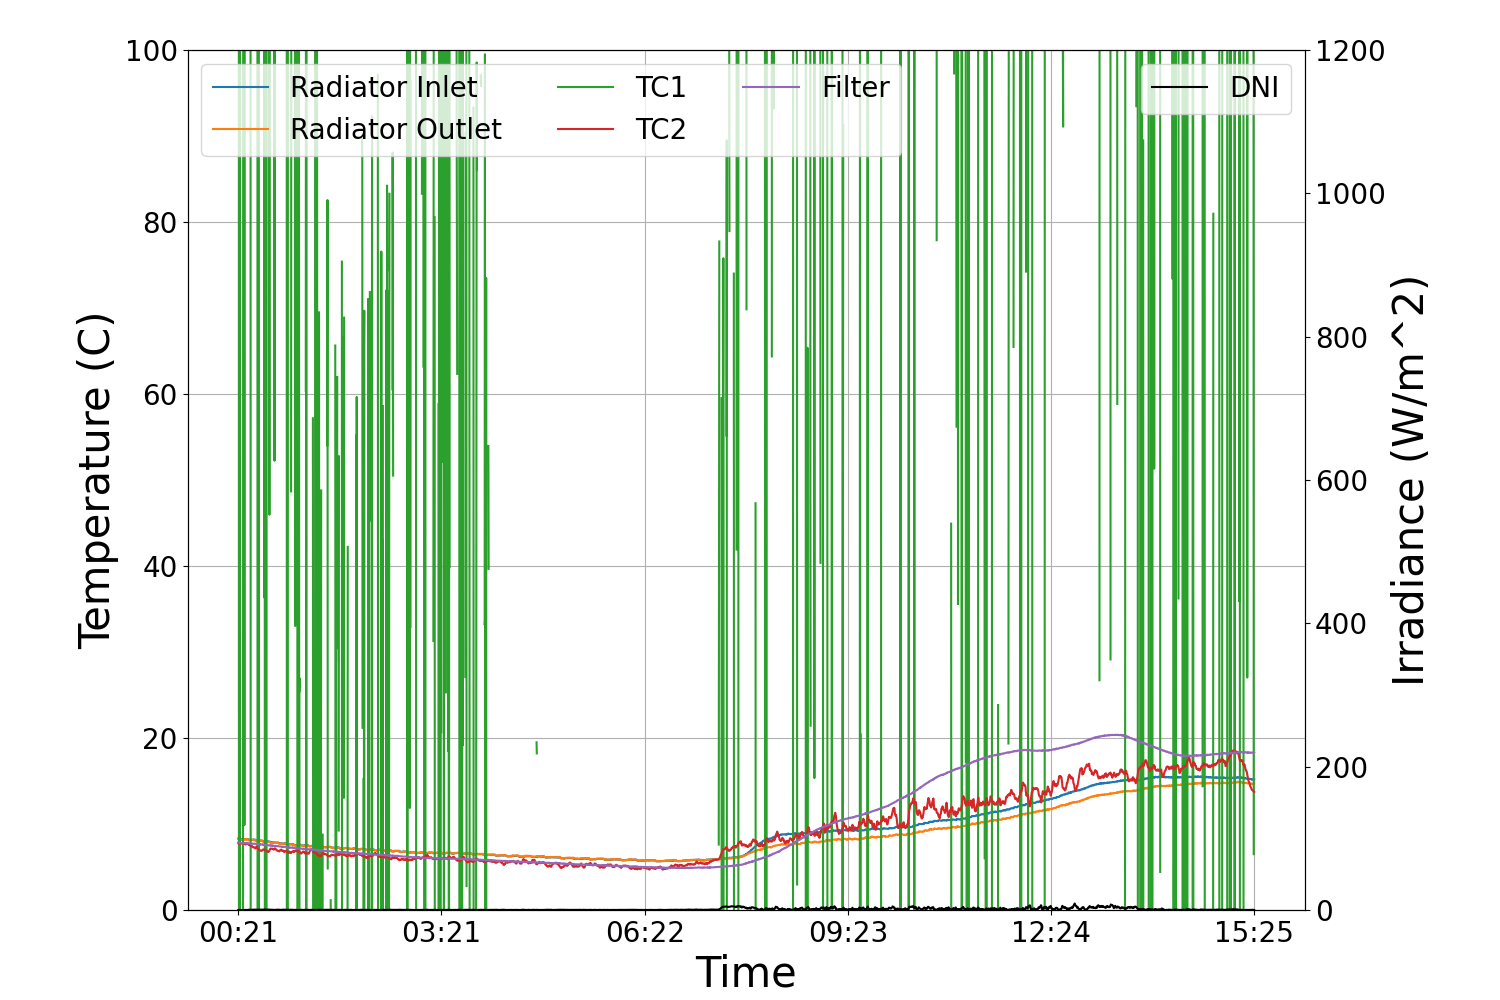 100
80
60
40
20
0
Temperature (C)
Radiator Inlet
Radiator Outlet
TC1
TC2
Filter
DNI
1200
1000
800
600
400
200
0
Irradiance (W/m^2)
00:21
03:21
06:22
09:23
12:24
15:25
Time